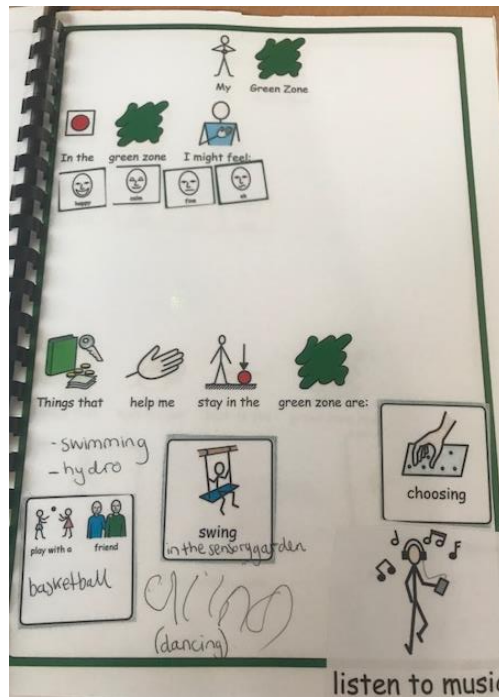 My Green Zone
In the green zone I might feel:
happy calm fine ok
Things that help me stay in the green zone are:
-swimming
-hydro
choosing
swing
in the sensory garden
play with a friend
basketball
(dancing)
listen to music